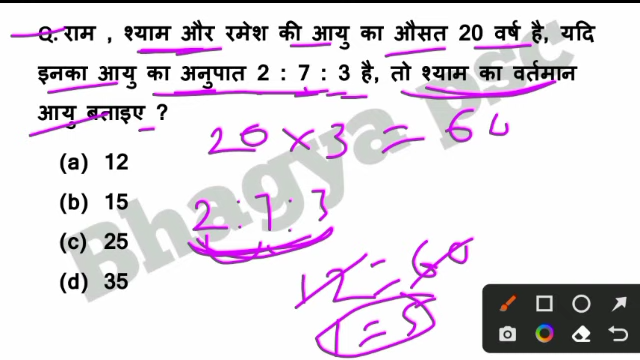 Q. राम , श्याम और रमेश की आयु का औसत 20 वर्ष है, यदि
इनका आयु का अनुपात 2 : 7 : 3 है, तो श्याम का वर्तमान
आयु बताइए ?
20 × 3 = 60
(a) 12
(b) 15
2 : 7 : 3
(c) 25
12 = 60
(d) 35
1 = 5
Bhagya psc